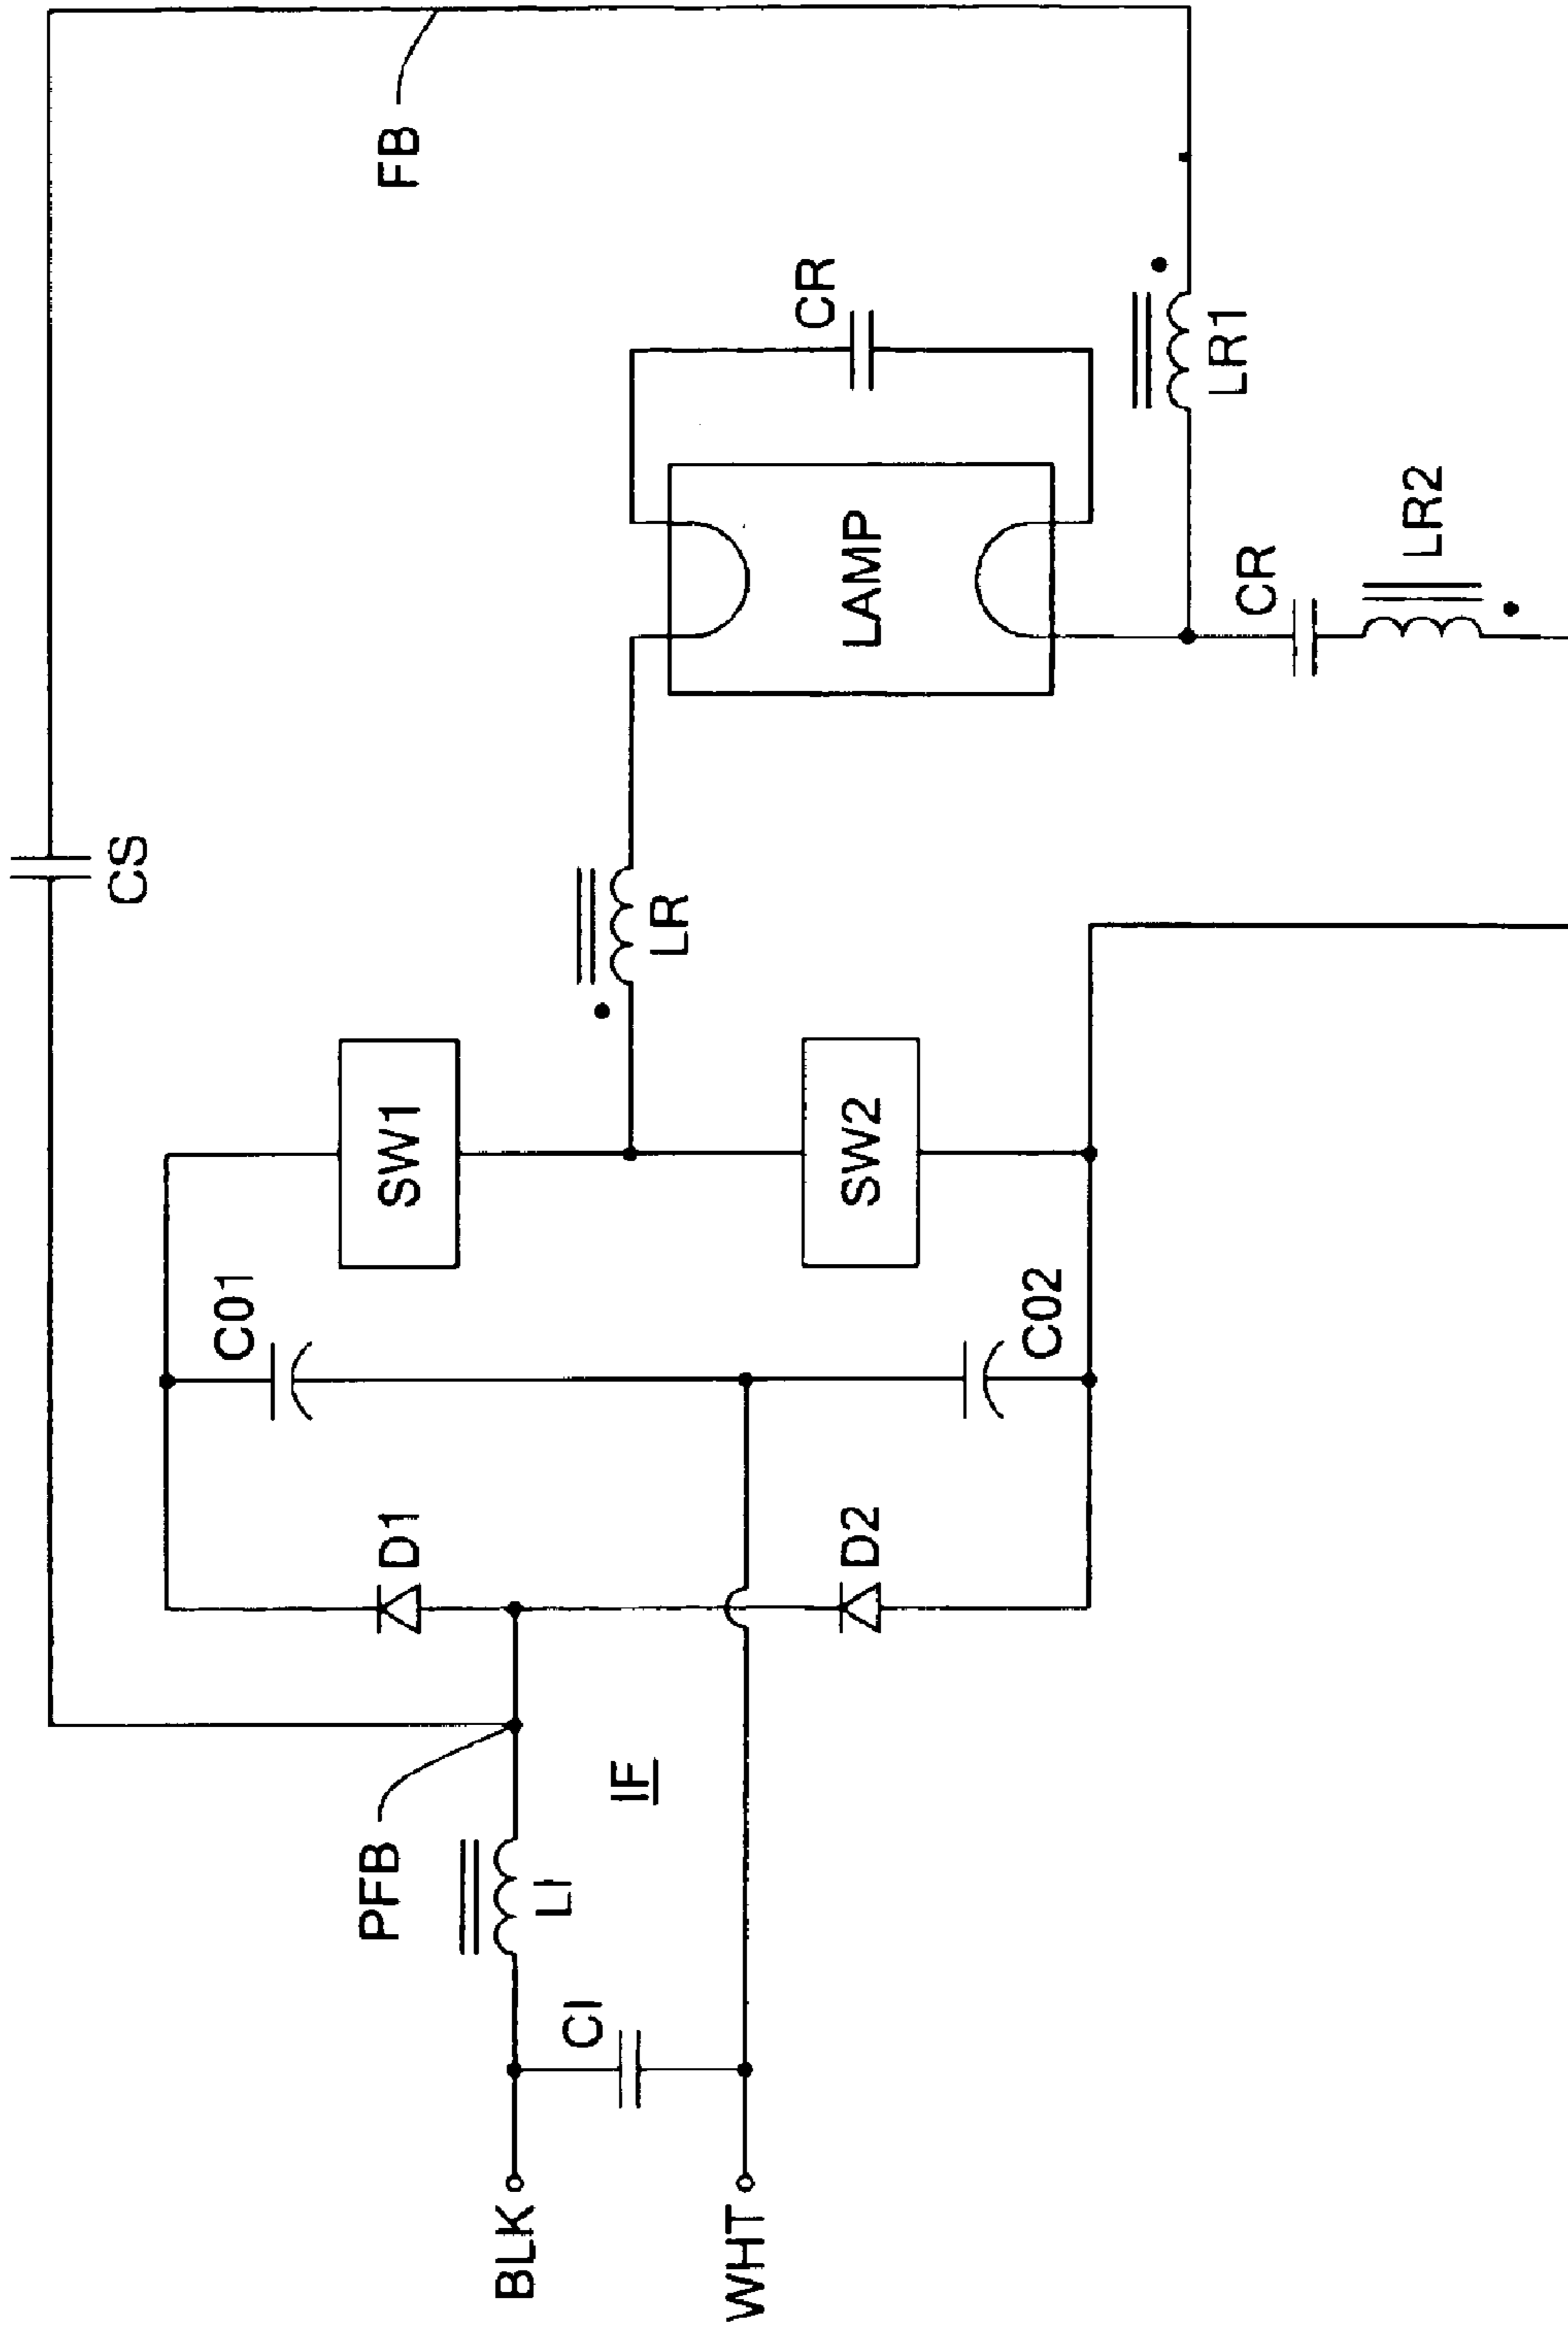 FB
CS
CR
LAMP
LR1
LR2
CR
LR
SW1
SW2
C01
C02
D1
D2
PFB
IF
LI
CI
BLK
WHT